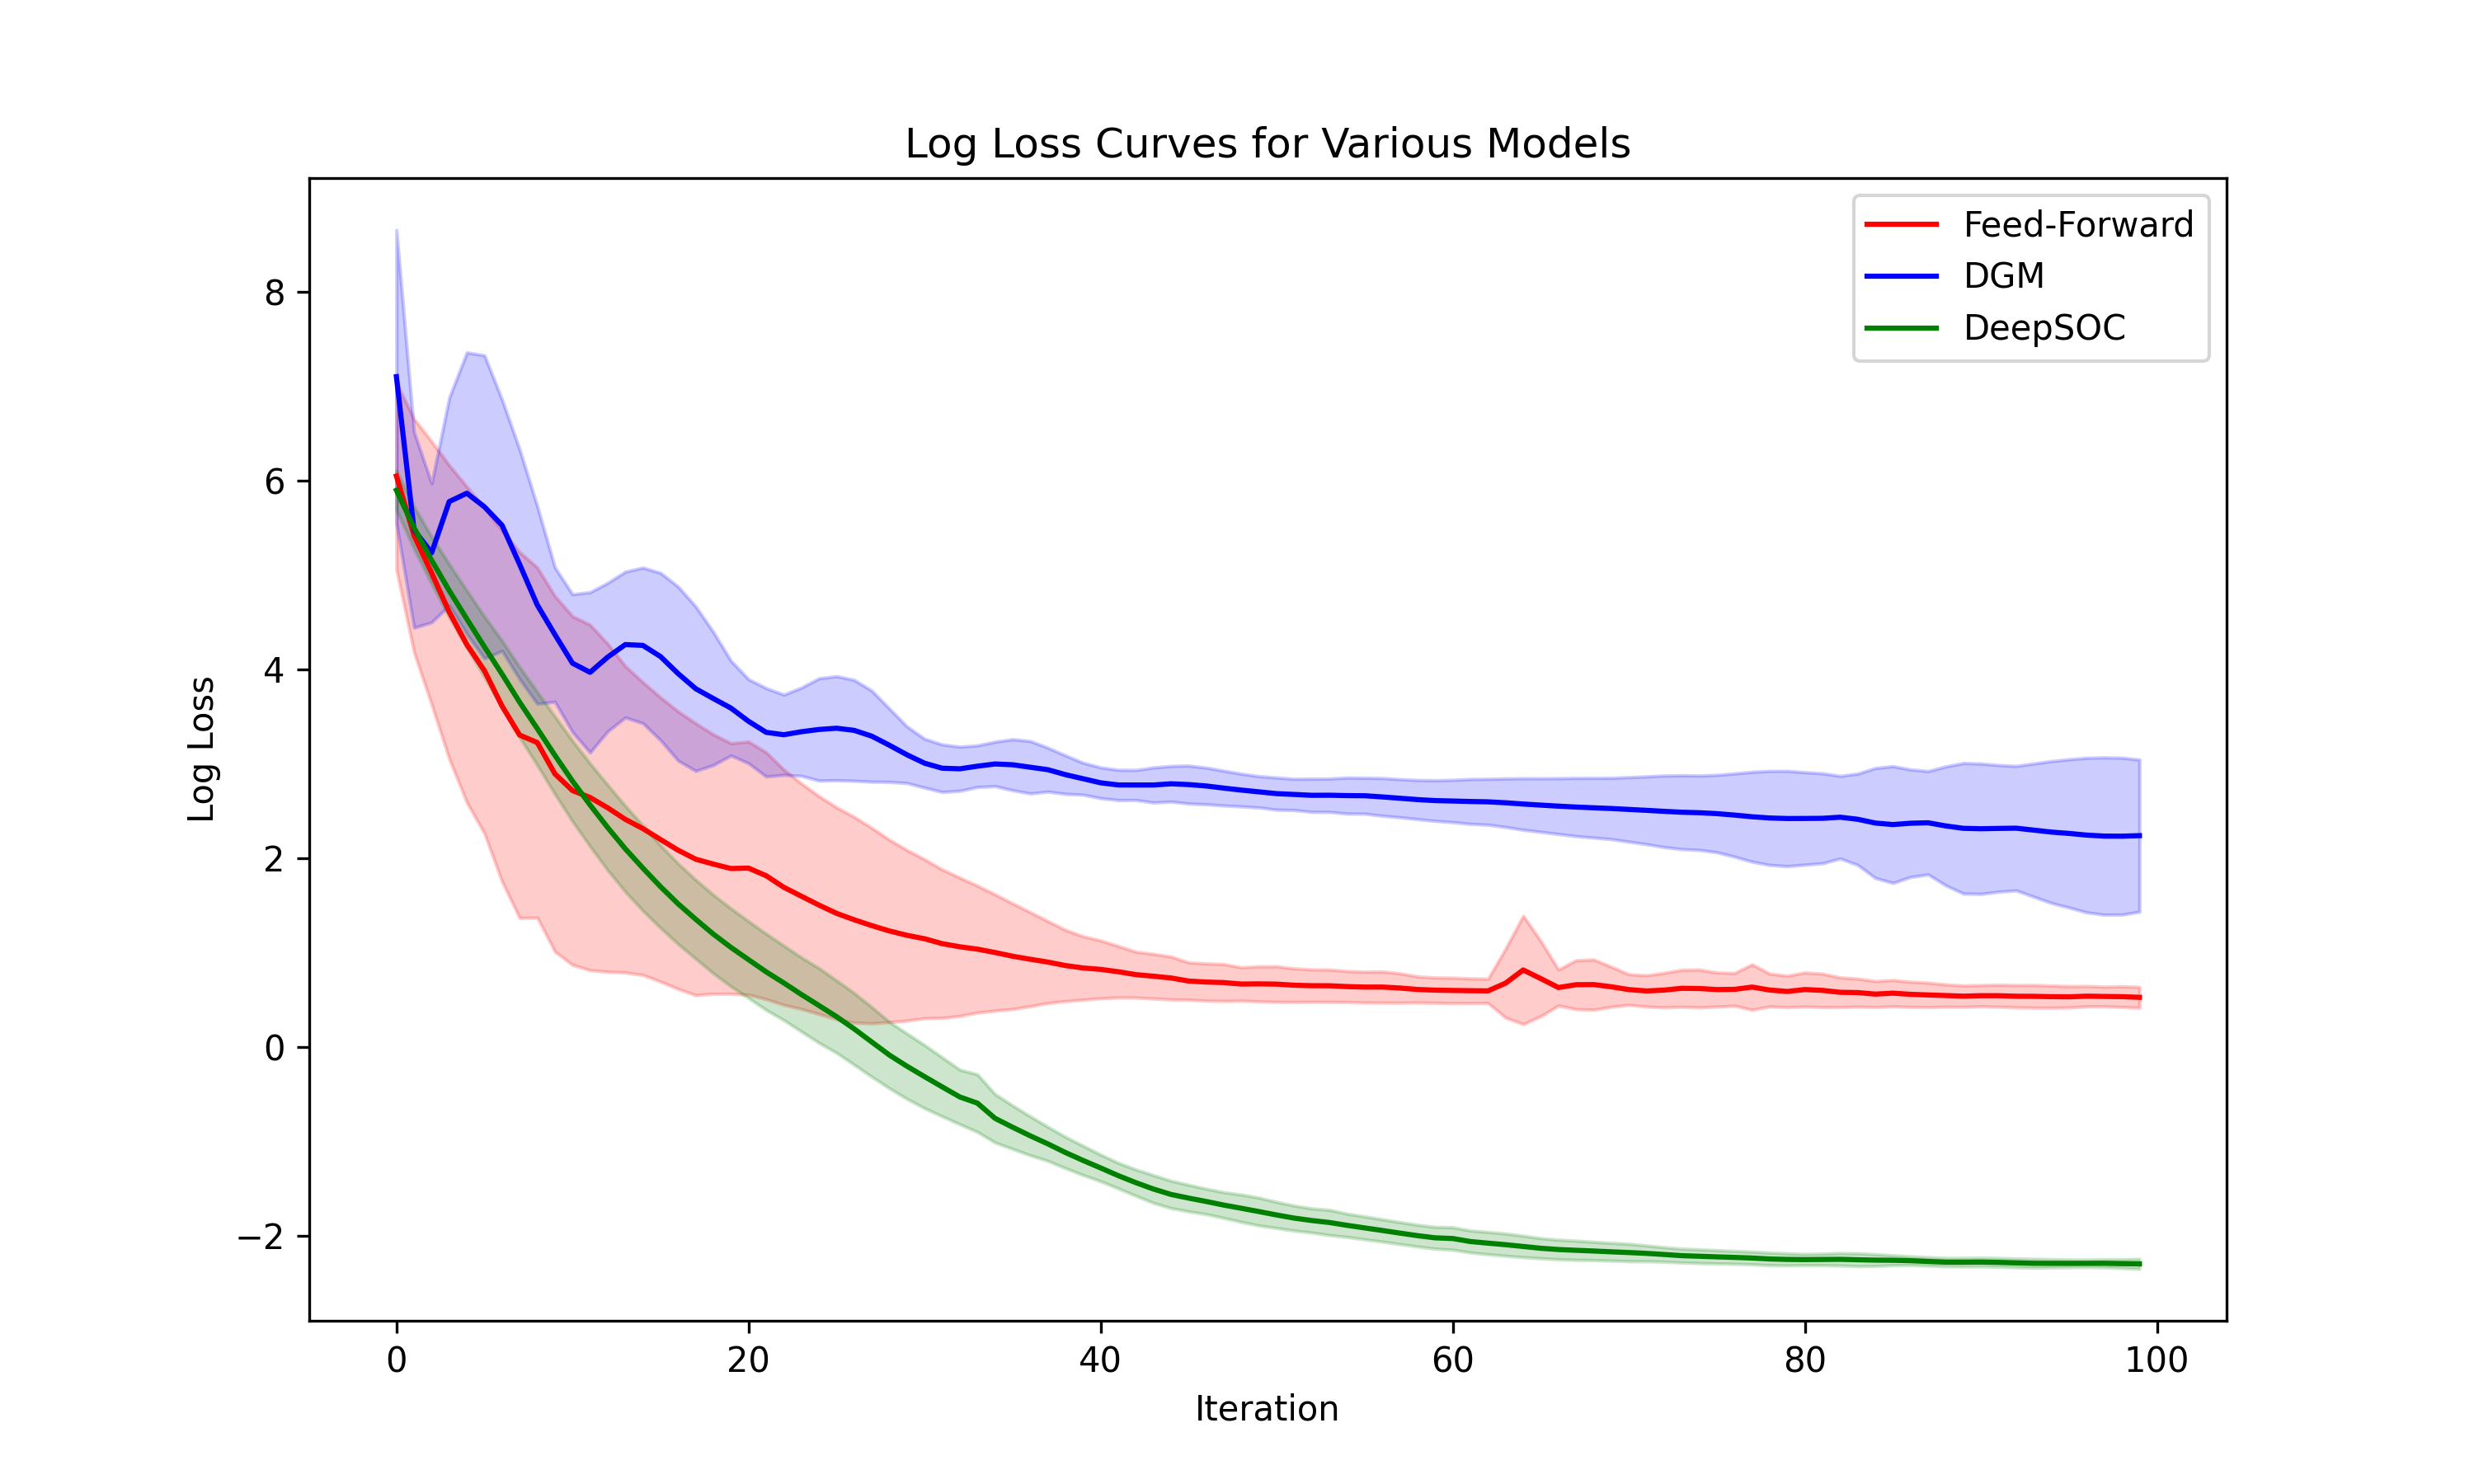 Log Loss Curves for Various Models
Feed-Forward
DGM
DeepSOC
8
6
4
2
0
−2
Log Loss
0 20 40 60 80 100
Iteration